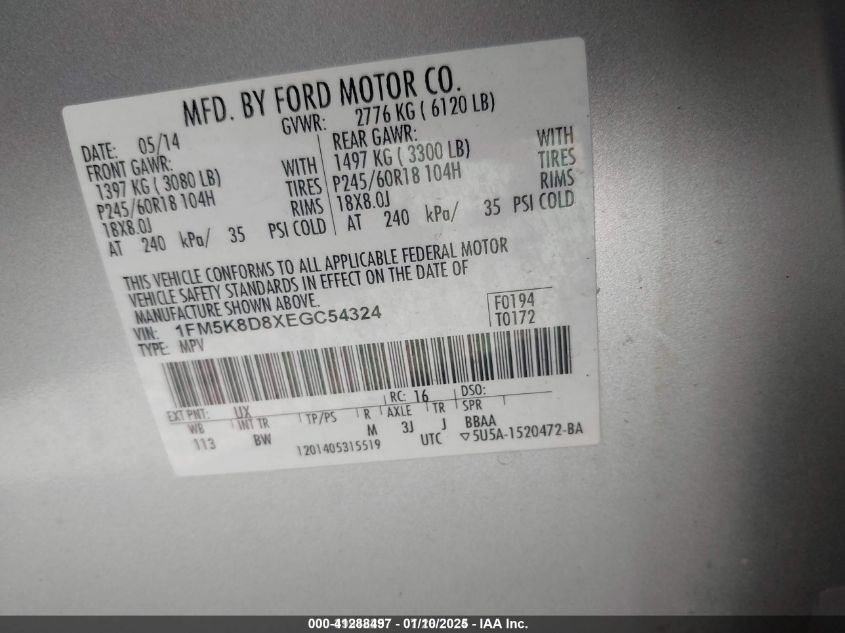 MFD. BY FORD MOTOR CO.
DATE: 05/14 GVWR: 2776 KG ( 6120 LB)
FRONT GAWR: REAR GAWR:
1397 KG ( 3080 LB) WITH 1497 KG ( 3300 LB) WITH
P245/60R18 104H TIRES P245/60R18 104H TIRES
18X8.0J RIMS 18X8.0J RIMS
AT 240 kPa/ 35 PSI COLD AT 240 kPa/ 35 PSI COLD
THIS VEHICLE CONFORMS TO ALL APPLICABLE FEDERAL MOTOR
VEHICLE SAFETY STANDARDS IN EFFECT ON THE DATE OF
MANUFACTURE SHOWN ABOVE.
VIN: 1FM5K8D8XEGC54324 F0194
TYPE: MPV T0172
EXT PNT: UX RC: 16 DSO:
WB INT TR TP/PS R AXLE TR SPR
113 BW M 3J J BBAA
1201405315519 UTC ▽5U5A-1520472-BA
000-41288497 - 01/10/2025 - IAA Inc.